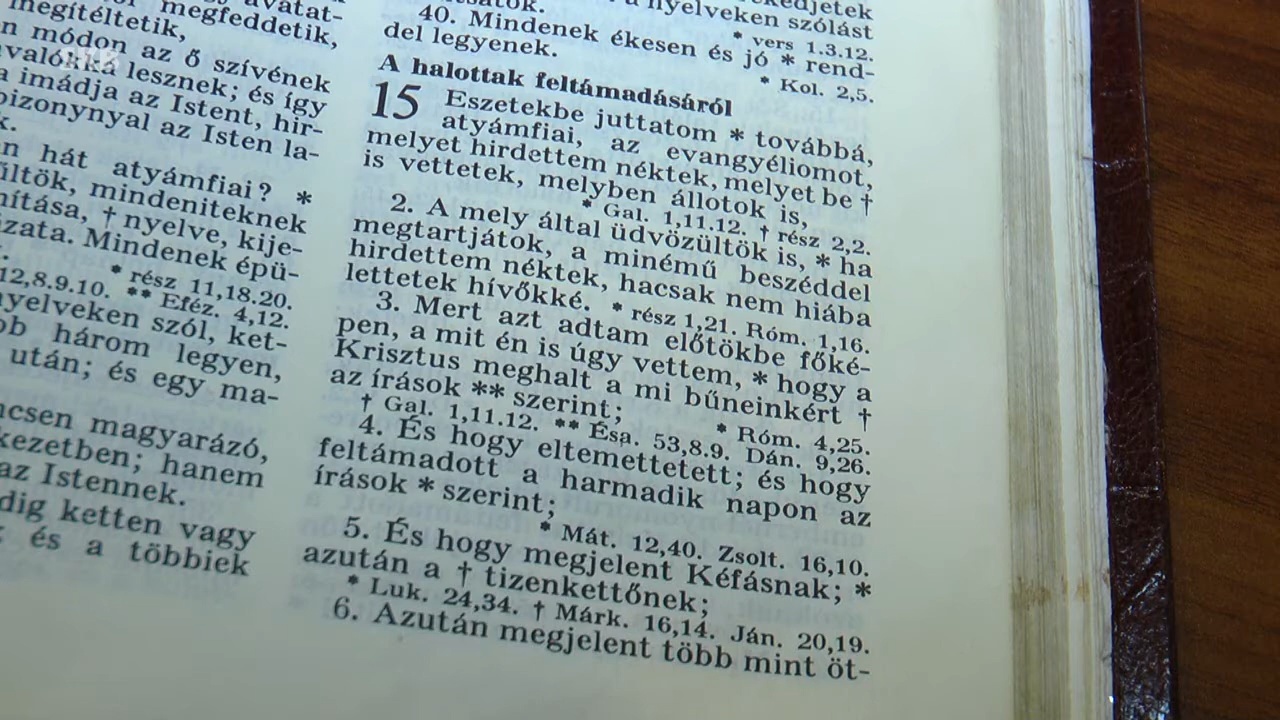 megítéltetik,
megfeddetik,
módon az ő szívének
lesznek; és így
imádja az Istent, hir-
bizonynyal az Isten la-
hát atyámfiai? *
mindeniteknek
† nyelve, kije-
Mindenek épü-
* rész 11,18.20.
12,8.9.10. ** Eféz. 4,12.
nyelveken szól, ket-
három legyen,
után; és egy ma-
magyarázó,
hanem
az Istennek.
ketten vagy
és a többiek
nyelveken szólást
* vers 1.3.12.
40. Mindenek ékesen és jó * rend-
del legyenek.
* Kol. 2,5.
A halottak feltámadásáról
15 Eszetekbe juttatom * továbbá,
atyámfiai, az evangyéliomot,
melyet hirdettem néktek, melyet be †
is vettetek, melyben állotok is,
* Gal. 1,11.12. † rész 2,2.
2. A mely által üdvözültök is, * ha
megtartjátok, a minémű beszéddel
hirdettem néktek, hacsak nem hiába
lettetek hívőkké. * rész 1,21. Róm. 1,16.
3. Mert azt adtam előtökbe főké-
pen, a mit én is úgy vettem, * hogy a
Krisztus meghalt a mi bűneinkért †
az írások ** szerint; * Róm. 4,25.
† Gal. 1,11.12. ** Ésa. 53,8.9. Dán. 9,26.
4. És hogy eltemettetett; és hogy
feltámadott a harmadik napon az
írások * szerint;
* Mát. 12,40. Zsolt. 16,10.
5. És hogy megjelent Kéfásnak; *
azután a † tizenkettőnek;
* Luk. 24,34. † Márk. 16,14. Ján. 20,19.
6. Azután megjelent több mint öt-